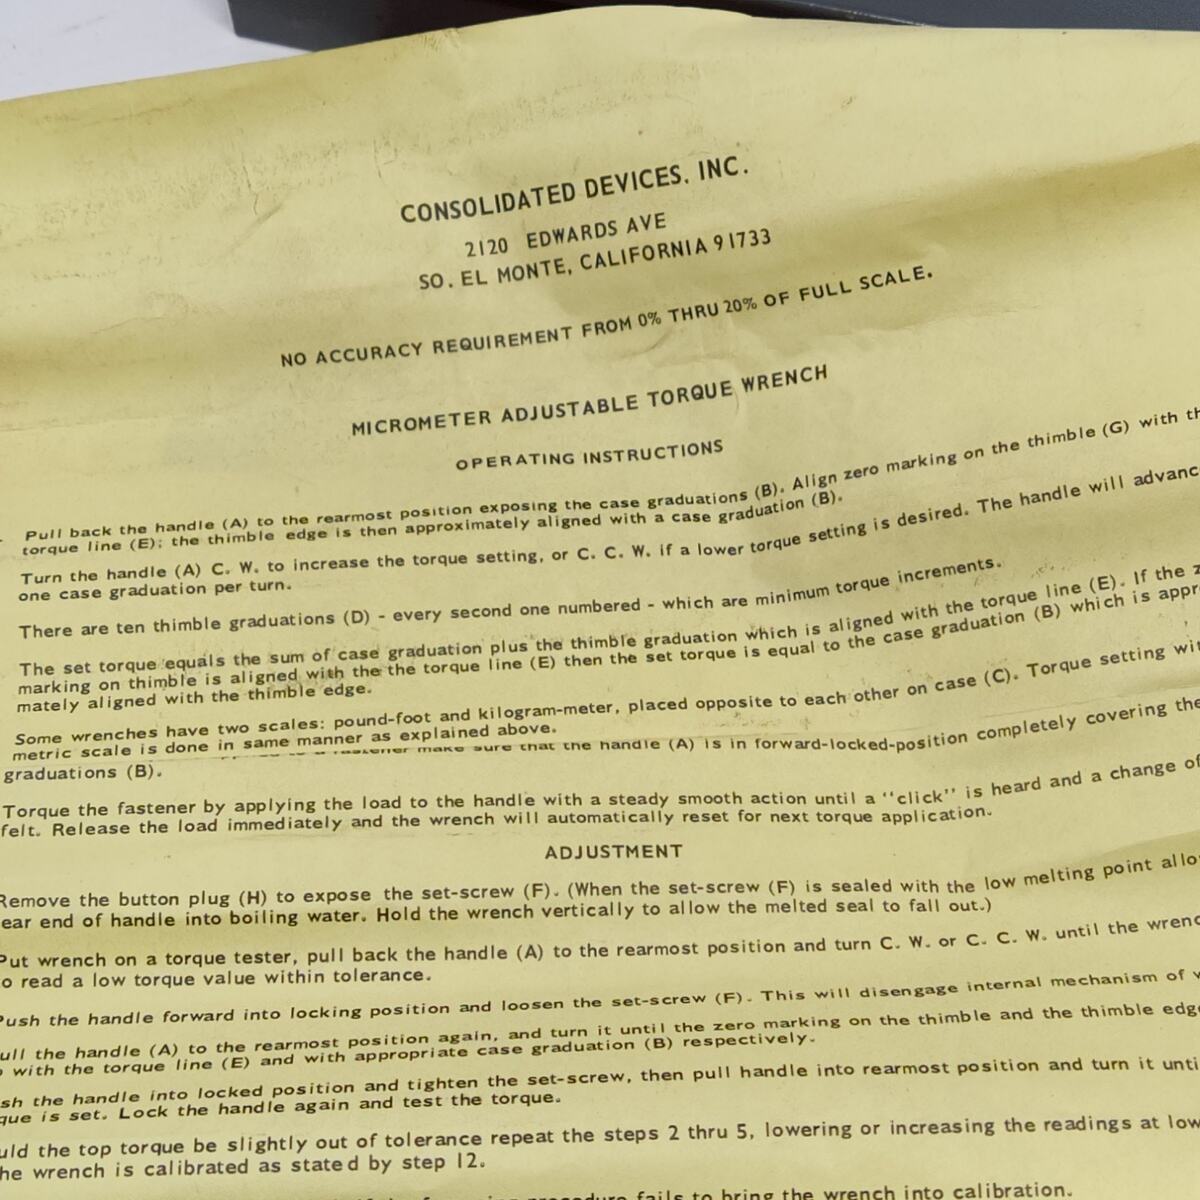 CONSOLIDATED DEVICES, INC.
2120 EDWARDS AVE
SO. EL MONTE, CALIFORNIA 91733
NO ACCURACY REQUIREMENT FROM 0% THRU 20% OF FULL SCALE.
MICROMETER ADJUSTABLE TORQUE WRENCH
OPERATING INSTRUCTIONS
Pull back the handle (A) to the rearmost position exposing the case graduations (B). Align zero marking on the thimble (G) with th
torque line (E); the thimble edge is then approximately aligned with a case graduation (B).
Turn the handle (A) C. W. to increase the torque setting, or C. C. W. if a lower torque setting is desired. The handle will advanc
one case graduation per turn.
There are ten thimble graduations (D) - every second one numbered - which are minimum torque increments.
The set torque equals the sum of case graduation plus the thimble graduation which is aligned with the torque line (E). If the z
marking on thimble is aligned with the the torque line (E) then the set torque is equal to the case graduation (B) which is appr
mately aligned with the thimble edge.
Some wrenches have two scales: pound-foot and kilogram-meter, placed opposite to each other on case (C). Torque setting wi
metric scale is done in same manner as explained above.
fastener make sure that the handle (A) is in forward-locked-position completely covering the
graduations (B).
Torque the fastener by applying the load to the handle with a steady smooth action until a "click" is heard and a change of
felt. Release the load immediately and the wrench will automatically reset for next torque application.
ADJUSTMENT
Remove the button plug (H) to expose the set-screw (F). (When the set-screw (F) is sealed with the low melting point allo
ear end of handle into boiling water. Hold the wrench vertically to allow the melted seal to fall out.)
Put wrench on a torque tester, pull back the handle (A) to the rearmost position and turn C. W. or C. C. W. until the wrenc
o read a low torque value within tolerance.
Push the handle forward into locking position and loosen the set-screw (F). This will disengage internal mechanism of w
ull the handle (A) to the rearmost position again, and turn it until the zero marking on the thimble and the thimble edge
with the torque line (E) and with appropriate case graduation (B) respectively.
sh the handle into locked position and tighten the set-screw, then pull handle into rearmost position and turn it unti
que is set. Lock the handle again and test the torque.
uld the top torque be slightly out of tolerance repeat the steps 2 thru 5, lowering or increasing the readings at low
he wrench is calibrated as stated by step 12.
procedure fails to bring the wrench into calibration.